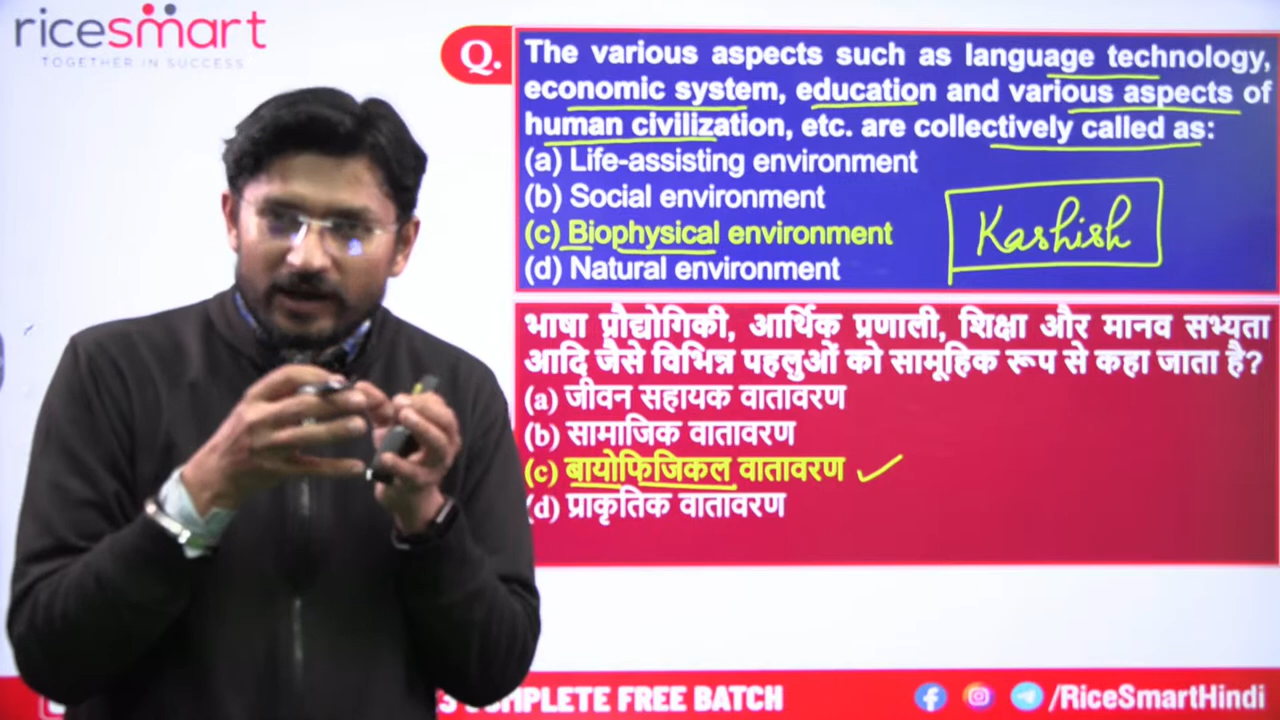 ricesmart
TOGETHER IN SUCCESS
Q.
The various aspects such as language technology,
economic system, education and various aspects of
human civilization, etc. are collectively called as:
(a) Life-assisting environment
(b) Social environment
(c) Biophysical environment
(d) Natural environment
Kashish
भाषा प्रौद्योगिकी, आर्थिक प्रणाली, शिक्षा और मानव सभ्यता
आदि जैसे विभिन्न पहलुओं को सामूहिक रूप से कहा जाता है?
(a) जीवन सहायक वातावरण
(b) सामाजिक वातावरण
(c) बायोफिजिकल वातावरण
(d) प्राकृतिक वातावरण
FREE BATCH
/RiceSmartHindi